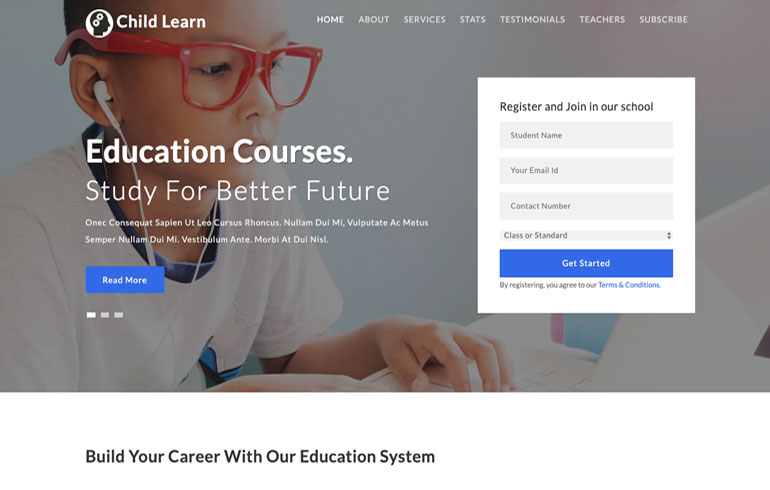 Child Learn
HOME ABOUT SERVICES STATS TESTIMONIALS TEACHERS SUBSCRIBE
Education Courses.
Study For Better Future
Onec Consequat Sapien Ut Leo Cursus Rhoncus. Nullam Dui Mi, Vulputate Ac Metus
Semper Nullam Dui Mi. Vestibulum Ante. Morbi At Dui Nisl.
Read More
Register and Join in our school
Student Name
Your Email Id
Contact Number
Class or Standard
Get Started
By registering, you agree to our Terms & Conditions.
Build Your Career With Our Education System